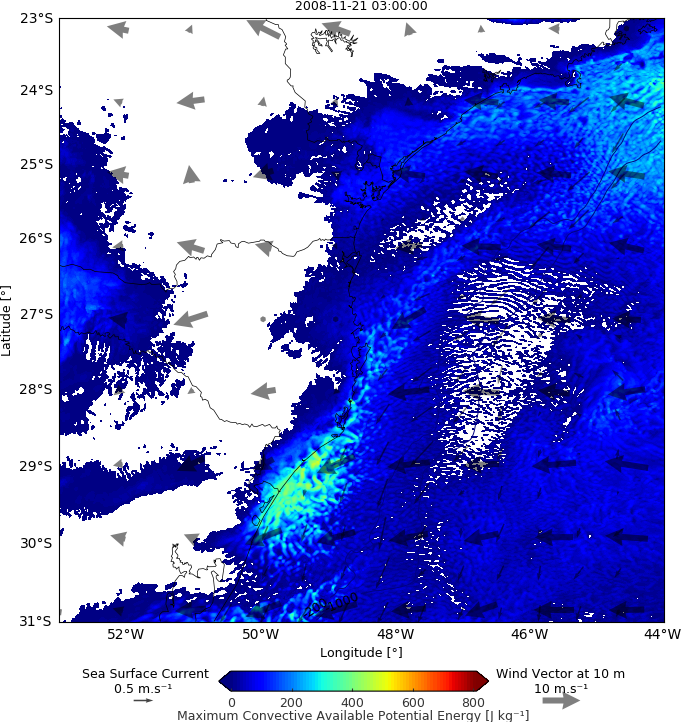 2008-11-21 03:00:00
23°S
24°S
25°S
26°S
27°S
28°S
29°S
30°S
31°S
Latitude [°]
52°W 50°W 48°W 46°W 44°W
Longitude [°]
Sea Surface Current
0.5 m.s⁻¹
Wind Vector at 10 m
10 m.s⁻¹
0 200 400 600 800
Maximum Convective Available Potential Energy [J kg⁻¹]